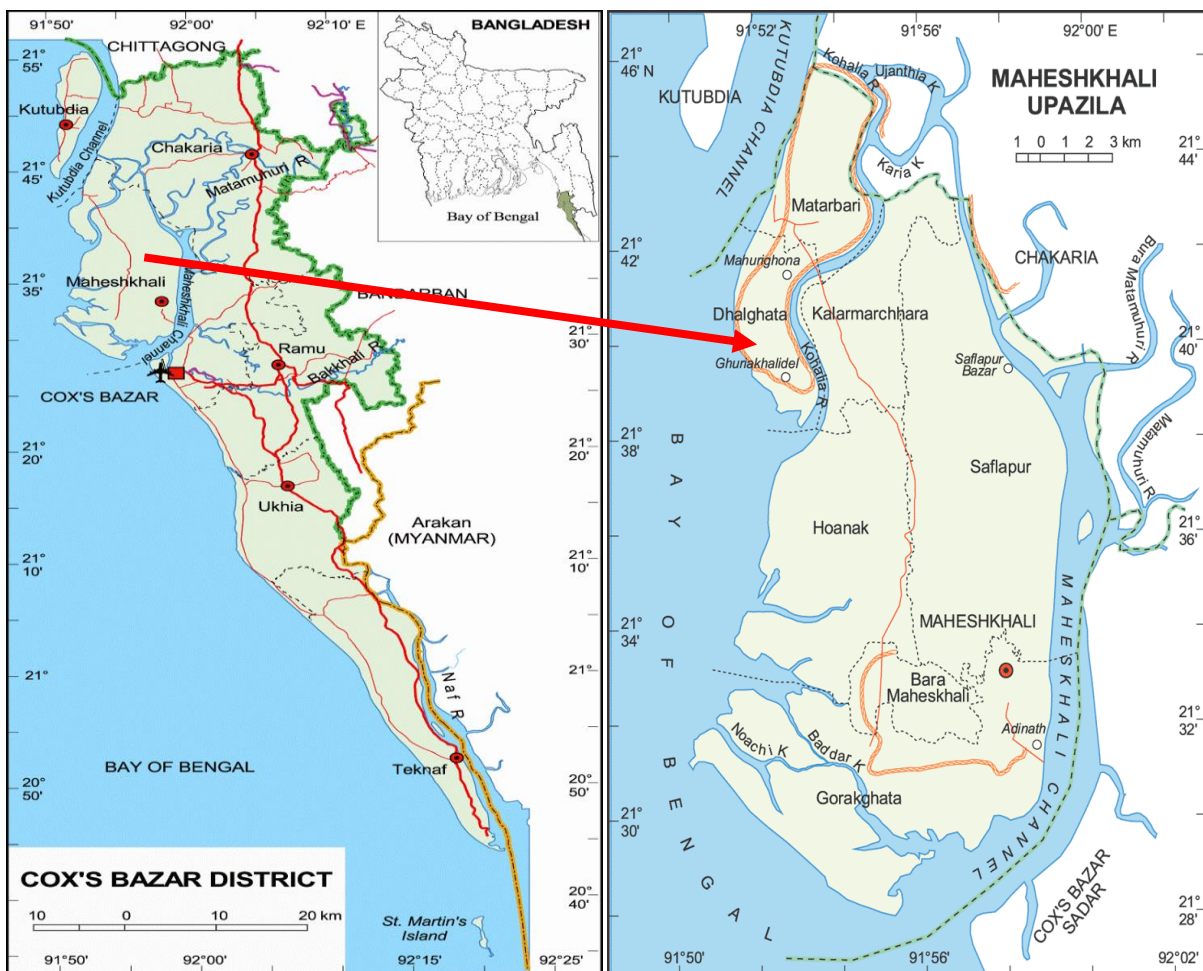 91°50' 92°00' 92°10' E
BANGLADESH
Bay of Bengal
21°
55'
21°
45'
21°
35'
21°
30'
21°
20'
21°
20'
21°
10'
21°
10'
21°
21°
20°
50'
20°
50'
20°
40'
CHITTAGONG
Kutubdia
Kutubdia Channel
Chakaria
Matamuhuri R
Maheshkhali
Maheshkhali Channel
BANDARBAN
Ramu
Bakkhali R
COX'S BAZAR
Ukhia
Arakan
(MYANMAR)
Naf R
BAY OF BENGAL
Teknaf
St. Martin's
Island
COX'S BAZAR DISTRICT
10 0 10 20 km
91°50' 92°00' 92°15' 92°25'
91°52' 91°56' 92°00' E
21°
46' N
21°
44'
21°
42'
21°
40'
21°
38'
21°
36'
21°
34'
21°
32'
21°
30'
21°
28'
MAHESHKHALI
UPAZILA
1 0 1 2 3 km
KUTUBDIA
KUTUBDIA CHANNEL
Kohalia R
Ujanthia K
Karia K
Matarbari
Mahurighona
Dhalghata
Kalarmarchhara
Ghunakhalidel
Kohalia R
CHAKARIA
Bura Matamuhuri R
Saflapur
Bazar
Matamuhuri R
Saflapur
Hoanak
MAHESHKHALI
Bara
Maheskhali
Adinath
Noachi K
Baddar K
Gorakghata
BAY OF BENGAL
MAHESKHALI CHANNEL
COX'S BAZAR
SADAR
91°50' 91°56' 92°02'